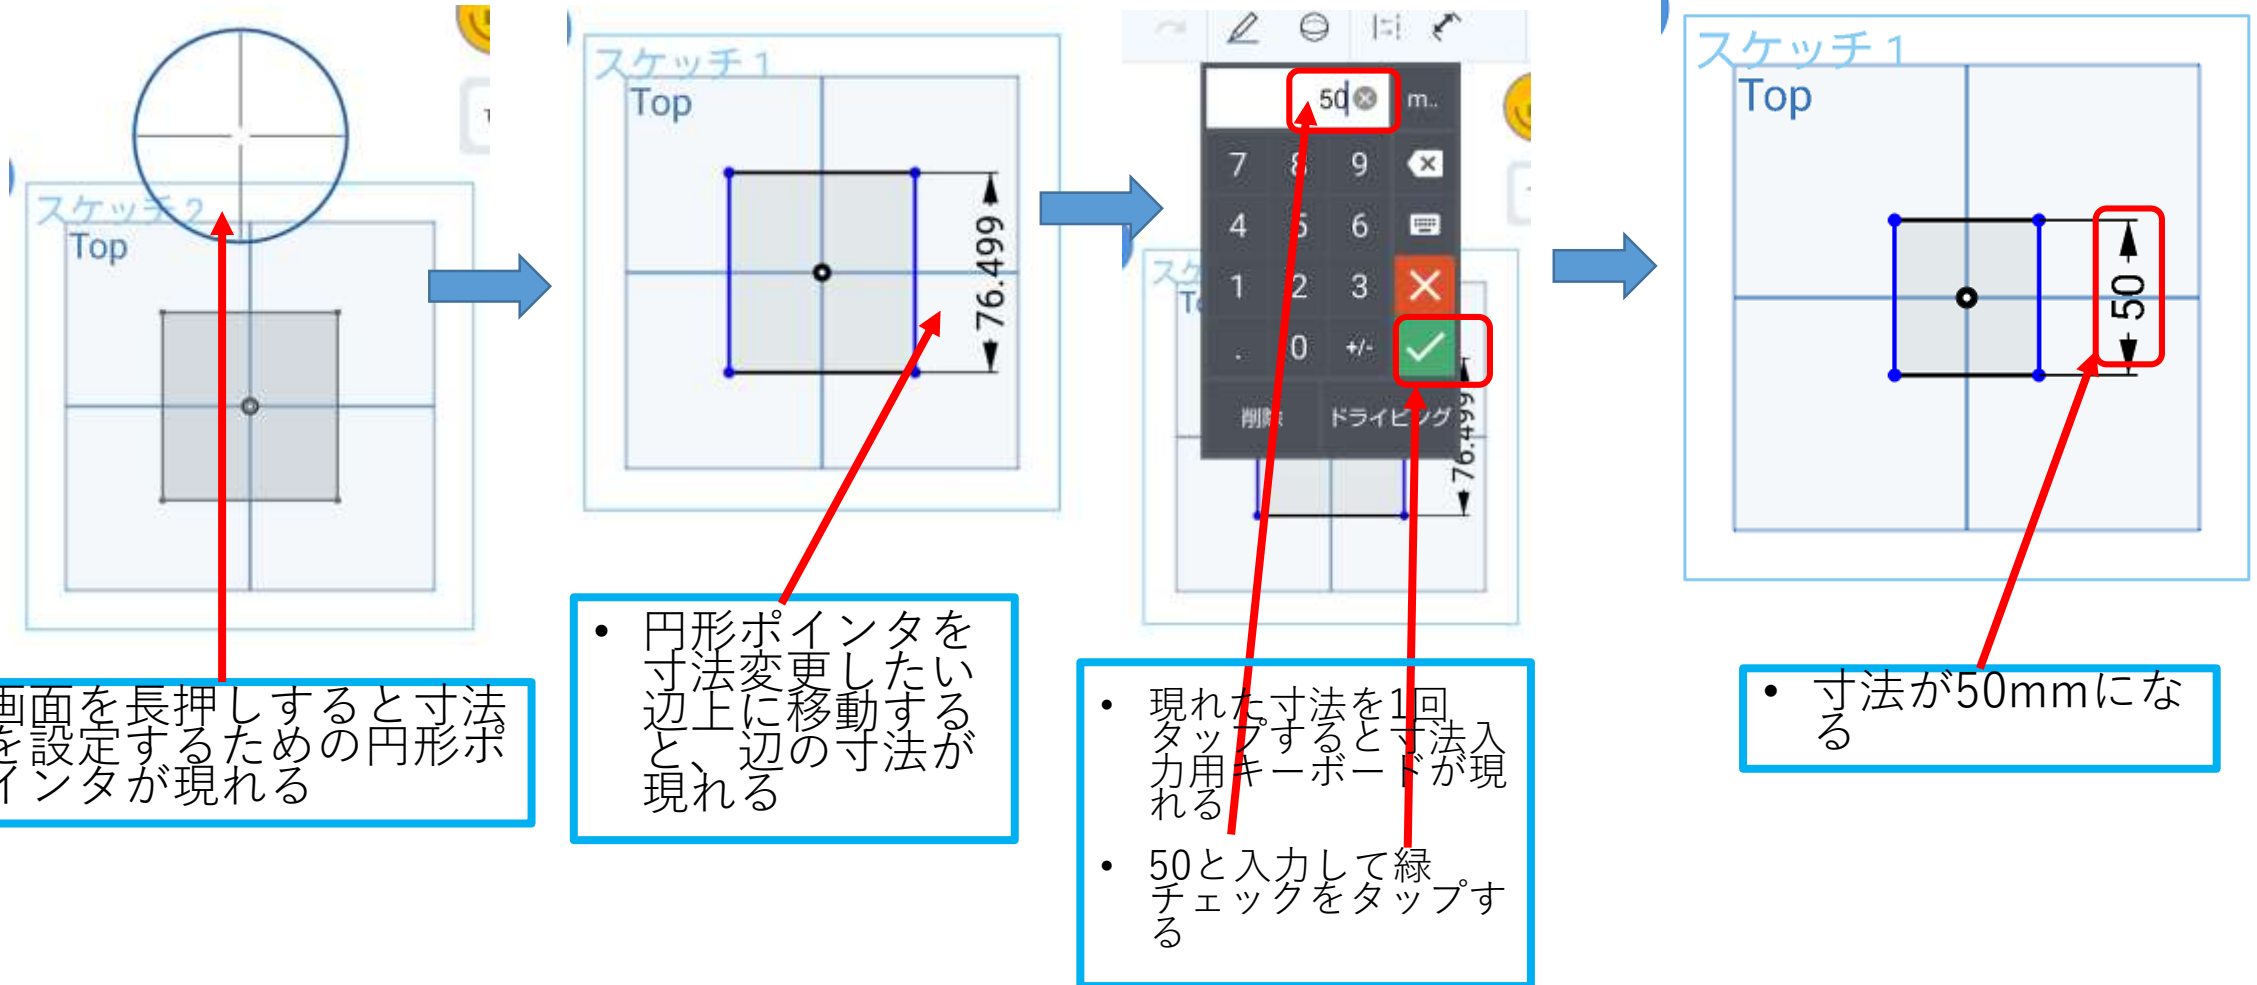 スケッチ2
Top
画面を長押しすると寸法
を設定するための円形ポ
インタが現れる
スケッチ1
Top
76.499
• 円形ポインタを
寸法変更したい
辺上に移動する
と、辺の寸法が
現れる
50
m..
7 8 9
4 5 6
1 2 3
. 0 +/-
削除 ドライビング
76.499
• 現れた寸法を1回
タップすると寸法入
力用キーボードが現
れる
• 50と入力して緑
チェックをタップす
る
スケッチ1
Top
50
• 寸法が50mmにな
る